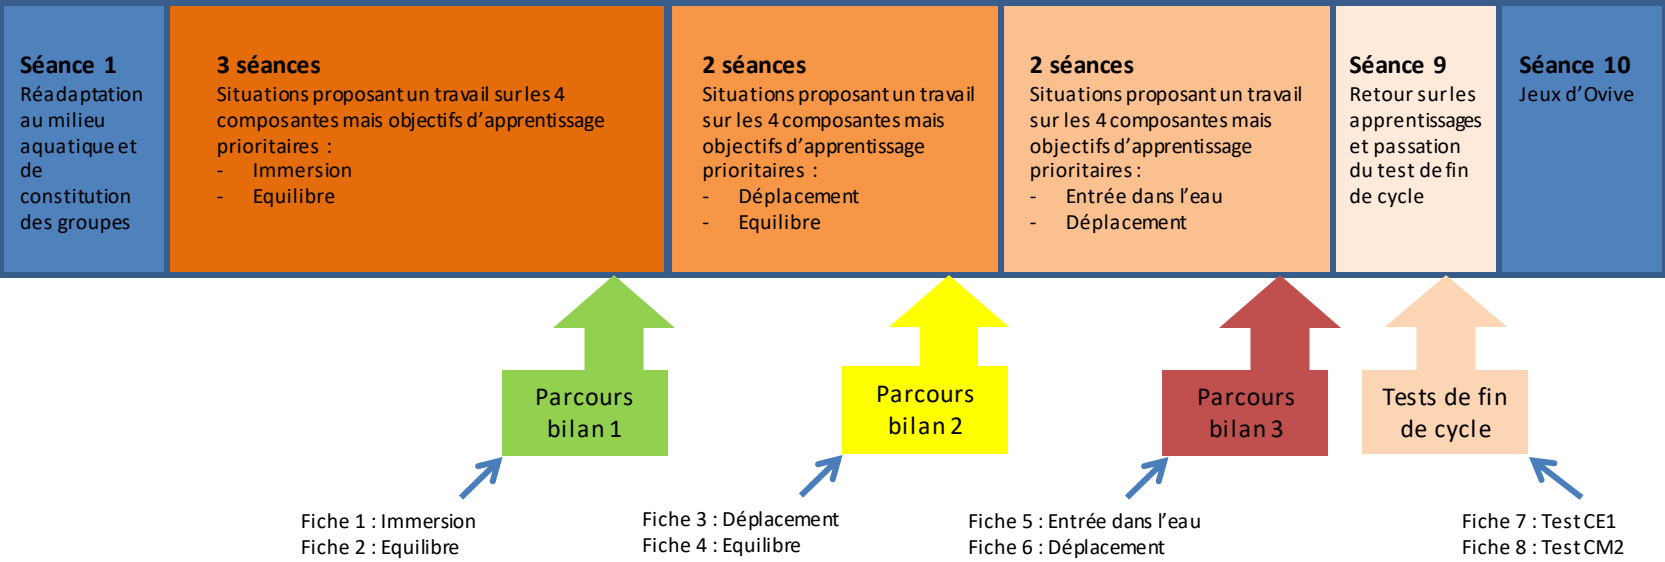 Séance 1
Réadaptation
au milieu
aquatique et
de
constitution
des groupes
3 séances
Situations proposant un travail sur les 4
composantes mais objectifs d'apprentissage
prioritaires :
- Immersion
- Equilibre
2 séances
Situations proposant un travail
sur les 4 composantes mais
objectifs d'apprentissage
prioritaires :
- Déplacement
- Equilibre
2 séances
Situations proposant un travail
sur les 4 composantes mais
objectifs d'apprentissage
prioritaires :
- Entrée dans l'eau
- Déplacement
Séance 9
Retour sur les
apprentissages
et passation
du test de fin
de cycle
Séance 10
Jeux d'Ovive
Parcours
bilan 1
Parcours
bilan 2
Parcours
bilan 3
Tests de fin
de cycle
Fiche 1 : Immersion
Fiche 2 : Equilibre
Fiche 3 : Déplacement
Fiche 4 : Equilibre
Fiche 5 : Entrée dans l'eau
Fiche 6 : Déplacement
Fiche 7 : Test CE1
Fiche 8 : Test CM2